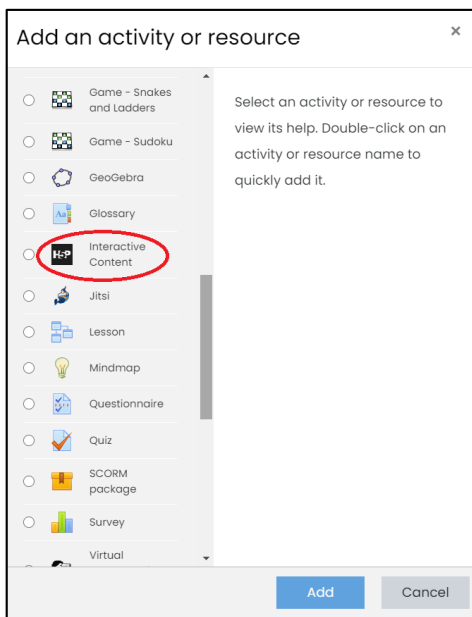 Add an activity or resource
×
Game - Snakes
and Ladders
Game - Sudoku
GeoGebra
Aa
Glossary
H5P
Interactive
Content
Jitsi
Lesson
Mindmap
Questionnaire
Quiz
SCORM
package
Survey
Virtual
Select an activity or resource to
view its help. Double-click on an
activity or resource name to
quickly add it.
Add
Cancel